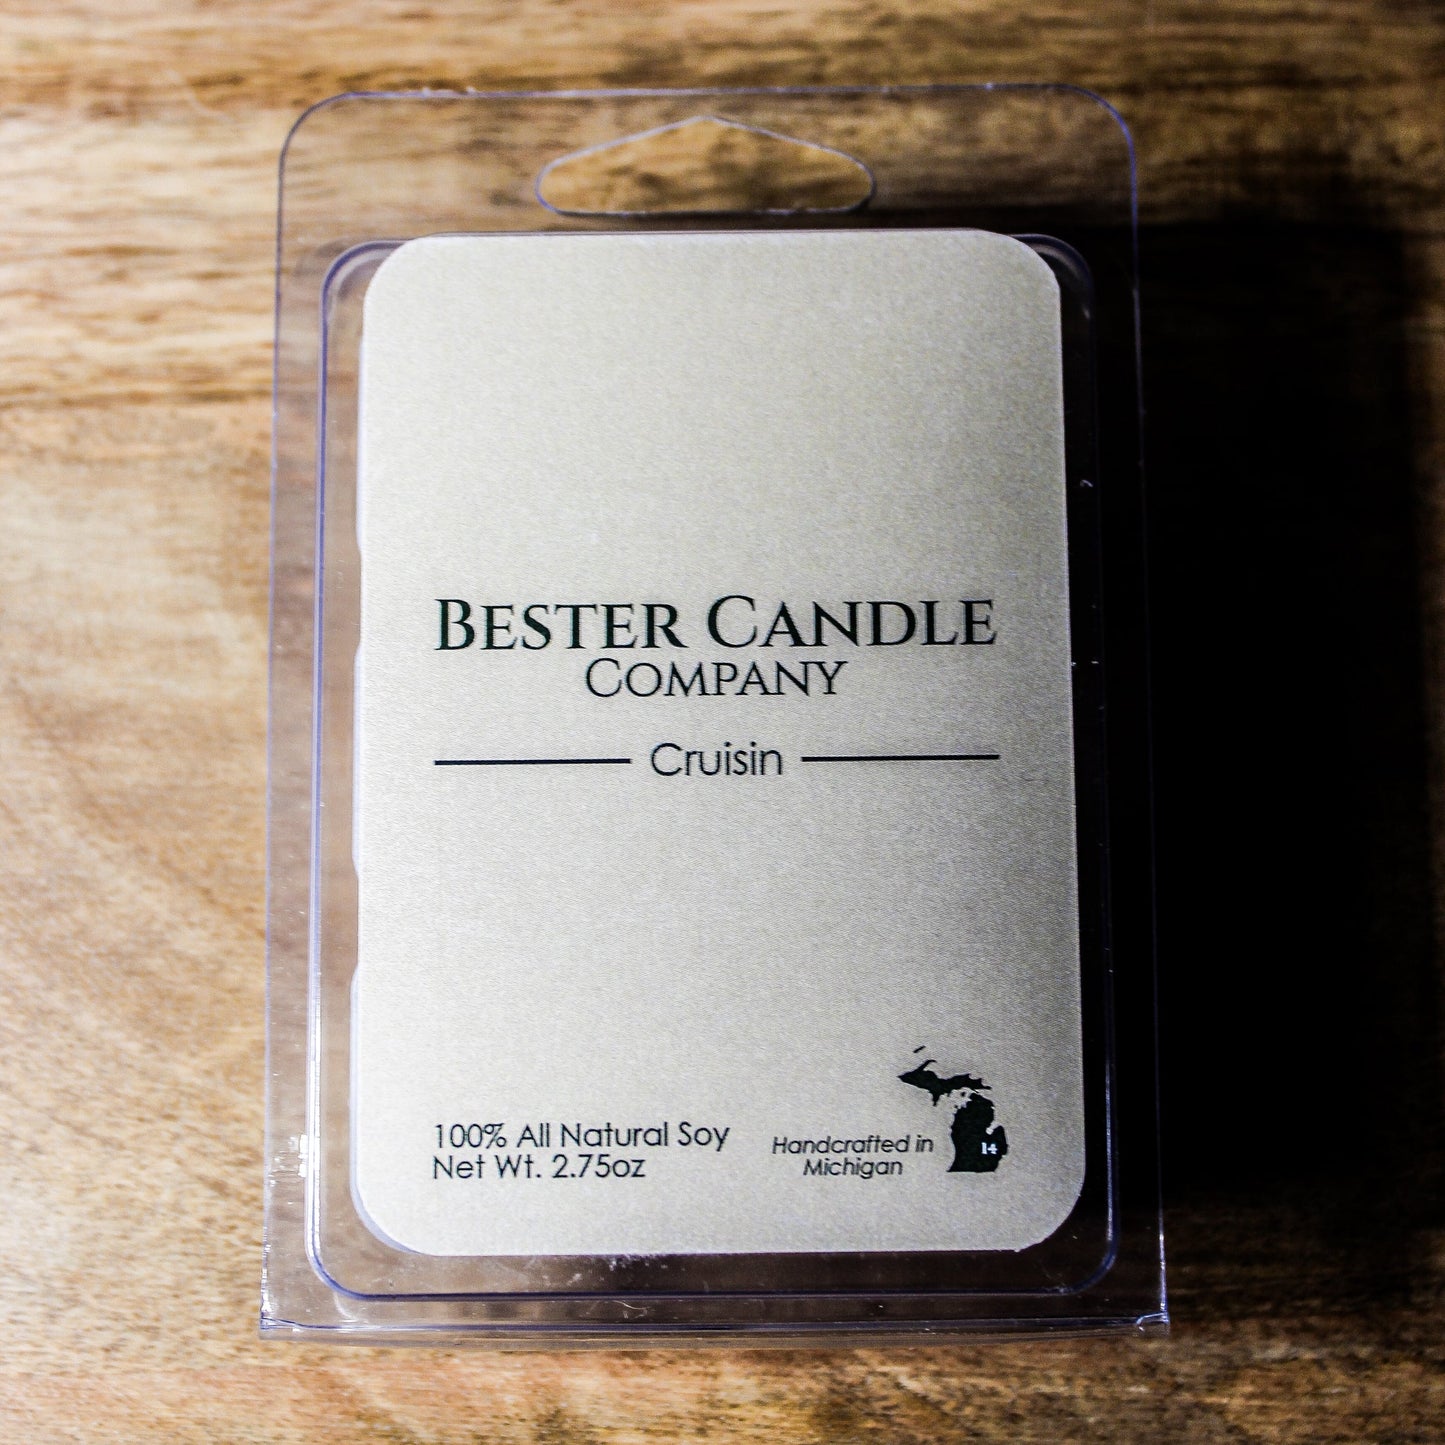 BESTER CANDLE
COMPANY
Cruisin
100% All Natural Soy
Net Wt. 2.75oz
Handcrafted in
Michigan
14